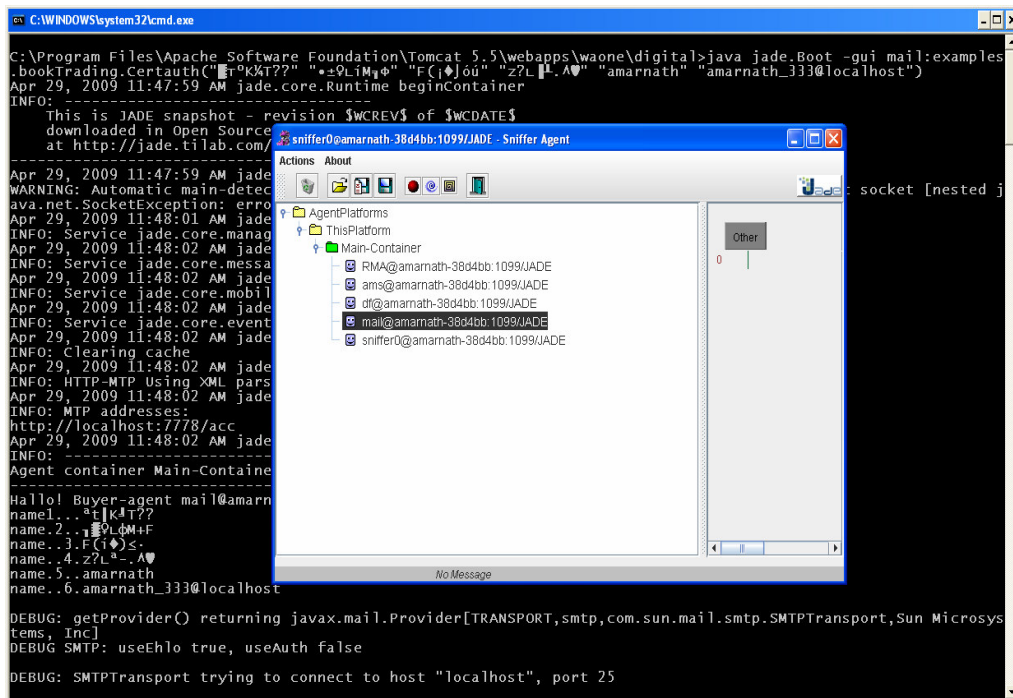 C:\WINDOWS\system32\cmd.exe
C:\Program Files\Apache Software Foundation\Tomcat 5.5\webapps\waone\digital>java jade.Boot -gui mail:examples
.bookTrading.Certauth(" "amarnath" "amarnath_333@localhost")
Apr 29, 2009 11:47:59 AM jade.core.Runtime beginContainer
INFO: ----------------------------------
This is JADE snapshot - revision $WCREV$ of $WCDATE$
downloaded in Open Source
at http://jade.tilab.com/
Apr 29, 2009 11:47:59 AM jade
WARNING: Automatic main-detec t socket [nested j
ava.net.SocketException: erro
Apr 29, 2009 11:48:01 AM jade
INFO: Service jade.core.manag
Apr 29, 2009 11:48:02 AM jade
INFO: Service jade.core.messa
Apr 29, 2009 11:48:02 AM jade
INFO: Service jade.core.mobil
Apr 29, 2009 11:48:02 AM jade
INFO: Service jade.core.event
Apr 29, 2009 11:48:02 AM jade
INFO: Clearing cache
Apr 29, 2009 11:48:02 AM jade
INFO: HTTP-MTP Using XML pars
Apr 29, 2009 11:48:02 AM jade
INFO: MTP addresses:
http://localhost:7778/acc
Apr 29, 2009 11:48:02 AM jade
INFO: ----------------------
Agent container Main-Containe
Hallo! Buyer-agent mail@amarn
name1...
name.2..
name..3.
name..4.
name.5..amarnath
name..6.amarnath_333@localhost
DEBUG: getProvider() returning javax.mail.Provider[TRANSPORT,smtp,com.sun.mail.smtp.SMTPTransport,Sun Microsys
tems, Inc]
DEBUG SMTP: useEhlo true, useAuth false
DEBUG: SMTPTransport trying to connect to host "localhost", port 25
sniffer0@amarnath-38d4bb:1099/JADE - Sniffer Agent
Actions About
Jade
AgentPlatforms
ThisPlatform
Main-Container
RMA@amarnath-38d4bb:1099/JADE
ams@amarnath-38d4bb:1099/JADE
df@amarnath-38d4bb:1099/JADE
mail@amarnath-38d4bb:1099/JADE
sniffer0@amarnath-38d4bb:1099/JADE
Other
0
No Message